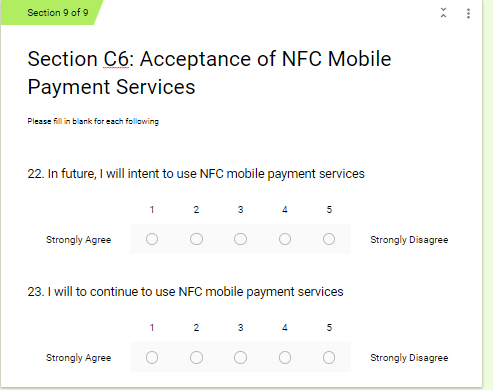 Section 9 of 9
Section C6: Acceptance of NFC Mobile
Payment Services
Please fill in blank for each following
22. In future, I will intent to use NFC mobile payment services
1 2 3 4 5
Strongly Agree Strongly Disagree
23. I will to continue to use NFC mobile payment services
1 2 3 4 5
Strongly Agree Strongly Disagree